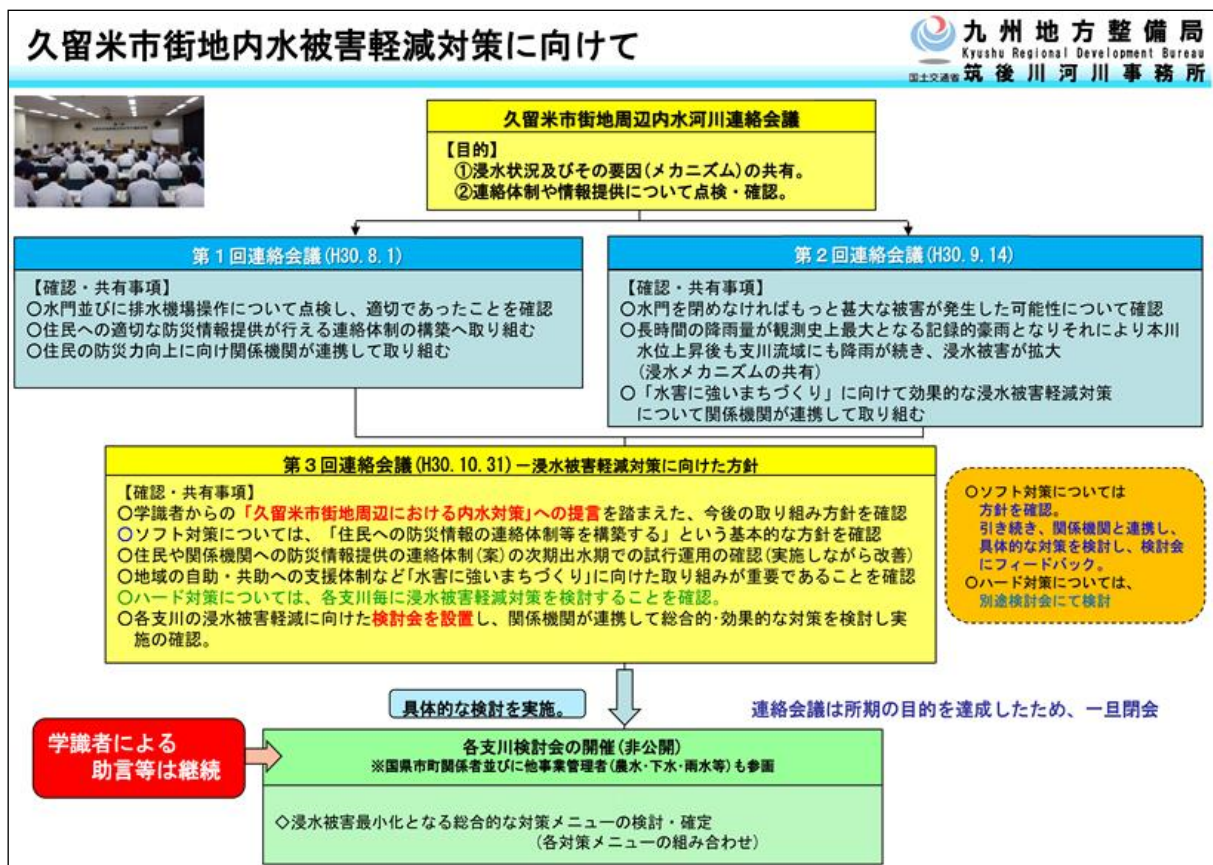 久留米市街地内水被害軽減対策に向けて
九州地方整備局
Kyushu Regional Development Bureau
国土交通省 筑後川河川事務所
久留米市街地周辺内水河川連絡会議
【目的】
①浸水状況及びその要因(メカニズム)の共有。
②連絡体制や情報提供について点検・確認。
第1回連絡会議(H30.8.1)
【確認・共有事項】
○水門並びに排水機場操作について点検し、適切であったことを確認
○住民への適切な防災情報提供が行える連絡体制の構築へ取り組む
○住民の防災力向上に向け関係機関が連携して取り組む
第2回連絡会議(H30.9.14)
【確認・共有事項】
○水門を閉めなければもっと甚大な被害が発生した可能性について確認
○長時間の降雨量が観測史上最大となる記録的豪雨となりそれにより本川
水位上昇後も支川流域にも降雨が続き、浸水被害が拡大
(浸水メカニズムの共有)
○「水害に強いまちづくり」に向けて効果的な浸水被害軽減対策
について関係機関が連携して取り組む
第3回連絡会議(H30.10.31)－浸水被害軽減対策に向けた方針
【確認・共有事項】
○学識者からの「久留米市街地周辺における内水対策」への提言を踏まえた、今後の取り組み方針を確認
○ソフト対策については、「住民への防災情報の連絡体制等を構築する」という基本的な方針を確認
○住民や関係機関への防災情報提供の連絡体制(案)の次期出水期での試行運用の確認(実施しながら改善)
○地域の自助・共助への支援体制など「水害に強いまちづくり」に向けた取り組みが重要であることを確認
○ハード対策については、各支川毎に浸水被害軽減対策を検討することを確認。
○各支川の浸水被害軽減に向けた検討会を設置し、関係機関が連携して総合的・効果的な対策を検討し実
施の確認。
○ソフト対策については
方針を確認。
引き続き、関係機関と連携し、
具体的な対策を検討し、検討会
にフィードバック。
○ハード対策については、
別途検討会にて検討
具体的な検討を実施。
連絡会議は所期の目的を達成したため、一旦閉会
学識者による
助言等は継続
各支川検討会の開催(非公開)
※国県市町関係者並びに他事業管理者(農水・下水・雨水等)も参画
◇浸水被害最小化となる総合的な対策メニューの検討・確定
(各対策メニューの組み合わせ)